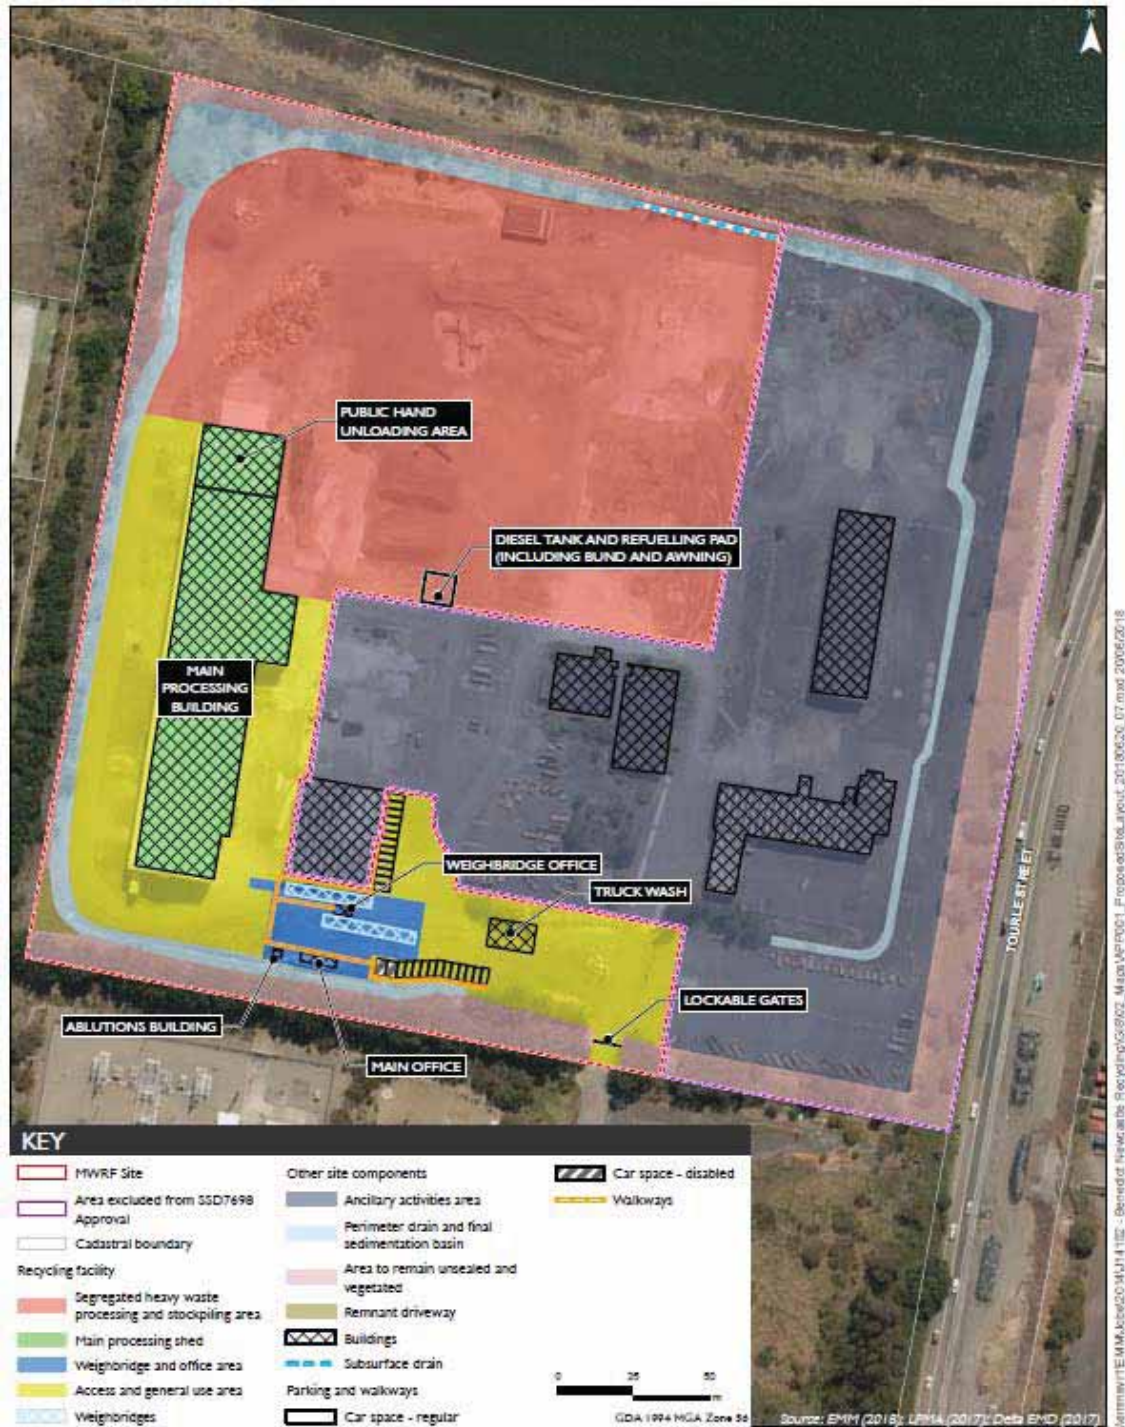 PUBLIC HAND
UNLOADING AREA
DIESEL TANK AND REFUELLING PAD
(INCLUDING BUND AND AWNING)
MAIN
PROCESSING
BUILDING
WEIGHBRIDGE OFFICE
TRUCK WASH
TOURLE STREET
LOCKABLE GATES
ABLUTIONS BUILDING
MAIN OFFICE
KEY
MWRF Site
Area excluded from SSD7698
Approval
Cadastral boundary
Recycling facility
Segregated heavy waste
processing and stockpiling area
Main processing shed
Weighbridge and office area
Access and general use area
Weighbridges
Other site components
Ancillary activities area
Perimeter drain and final
sedimentation basin
Area to remain unsealed and
vegetated
Remnant driveway
Buildings
Subsurface drain
Parking and walkways
Car space - regular
Car space - disabled
Walkways
0 25 50
m
GDA 1994 MGA Zone 56
Source: EMM (2018); LPMA (2017); Delta EMD (2017)